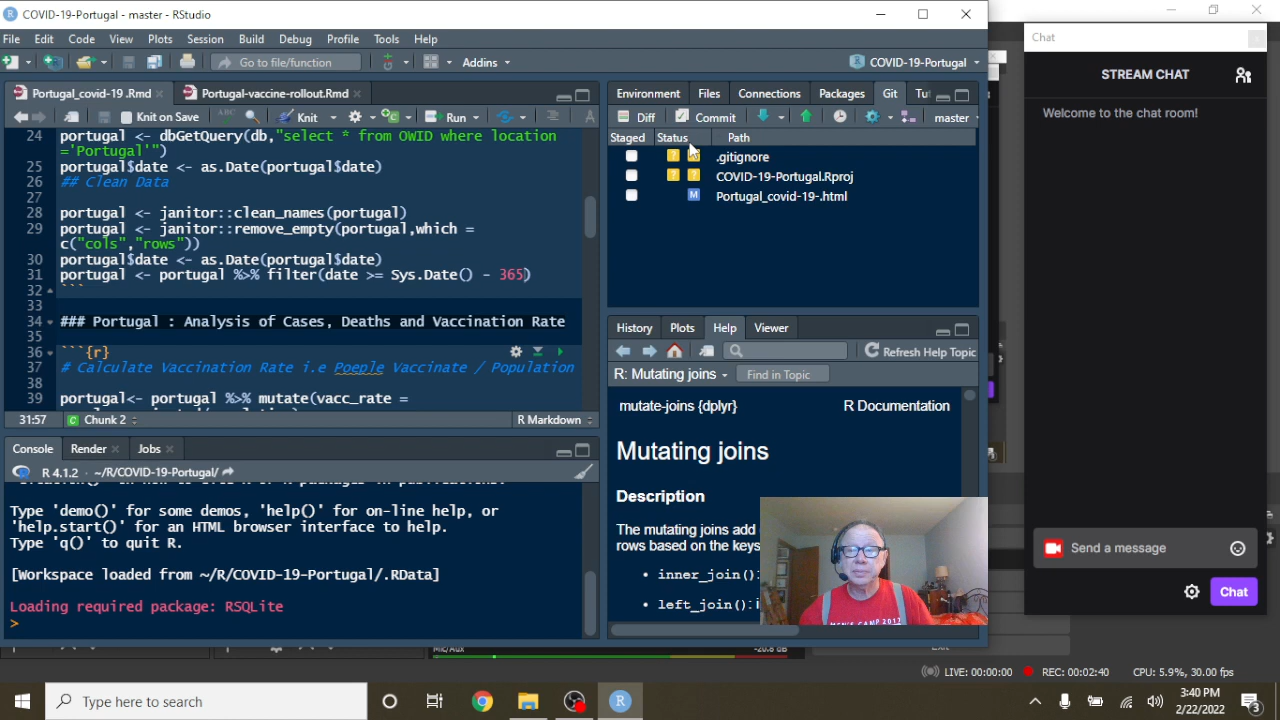 COVID-19-Portugal - master - RStudio
File Edit Code View Plots Session Build Debug Profile Tools Help
Go to file/function Addins COVID-19-Portugal
Portugal_covid-19 .Rmd Portugal-vaccine-rollout.Rmd
Knit on Save ABC Knit Run
24 portugal <- dbGetQuery(db,"select * from OWID where location
='Portugal'")
25 portugal$date <- as.Date(portugal$date)
26 ## Clean Data
27
28 portugal <- janitor::clean_names(portugal)
29 portugal <- janitor::remove_empty(portugal,which =
c("cols","rows"))
30 portugal$date <- as.Date(portugal$date)
31 portugal <- portugal %>% filter(date >= Sys.Date() - 365)
32 ```
33
34 ### Portugal : Analysis of Cases, Deaths and Vaccination Rate
35
36 ```{r}
37 # Calculate Vaccination Rate i.e Poeple Vaccinate / Population
38
39 portugal<- portugal %>% mutate(vacc_rate =
31:57 Chunk 2 R Markdown
Console Render Jobs
R 4.1.2 · ~/R/COVID-19-Portugal/
Type 'demo()' for some demos, 'help()' for on-line help, or
'help.start()' for an HTML browser interface to help.
Type 'q()' to quit R.
[Workspace loaded from ~/R/COVID-19-Portugal/.RData]
Loading required package: RSQLite
>
Environment Files Connections Packages Git Tu
Diff Commit master
Staged Status Path
? ? .gitignore
? ? COVID-19-Portugal.Rproj
M Portugal_covid-19-.html
History Plots Help Viewer
Refresh Help Topic
R: Mutating joins Find in Topic
mutate-joins {dplyr} R Documentation
Mutating joins
Description
The mutating joins add
rows based on the keys
• inner_join():
• left_join():i
MEN'S CAMP 2012
Chat
STREAM CHAT
Welcome to the chat room!
Send a message
Chat
Mic/Aux -20.8 dB Exit
LIVE: 00:00:00 REC: 00:02:40 CPU: 5.9%, 30.00 fps
Type here to search
3:40 PM
2/22/2022
3